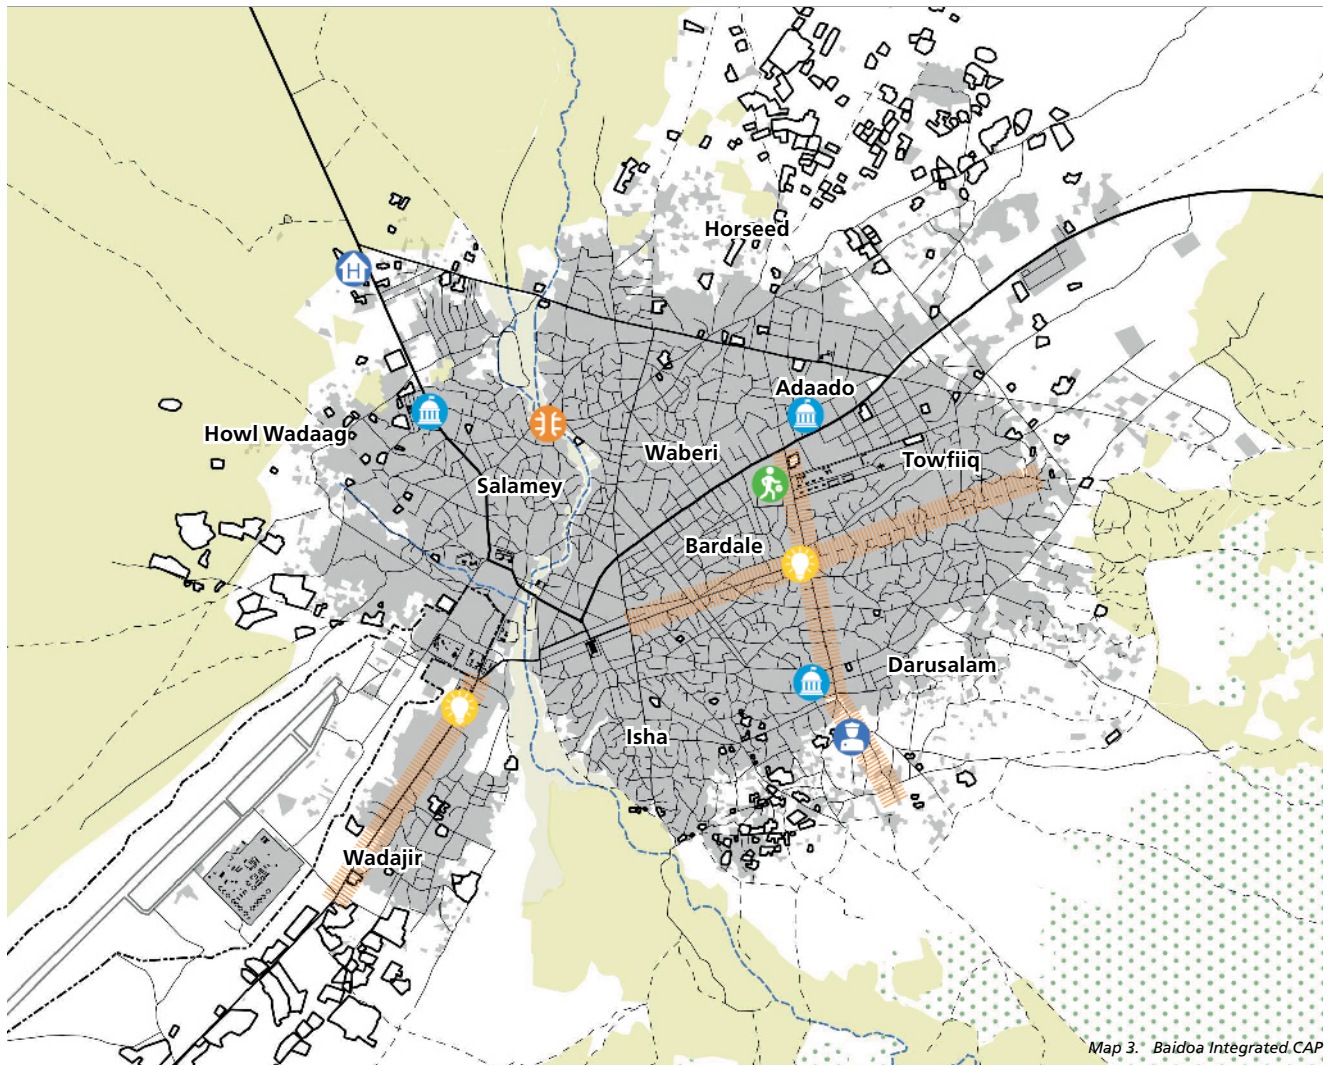 Horseed
H
Adaado
Howl Wadaag
Waberi
Towfiiq
Salamey
Bardale
Darusalam
Isha
Wadajir
Map 3. Baidoa Integrated CAP